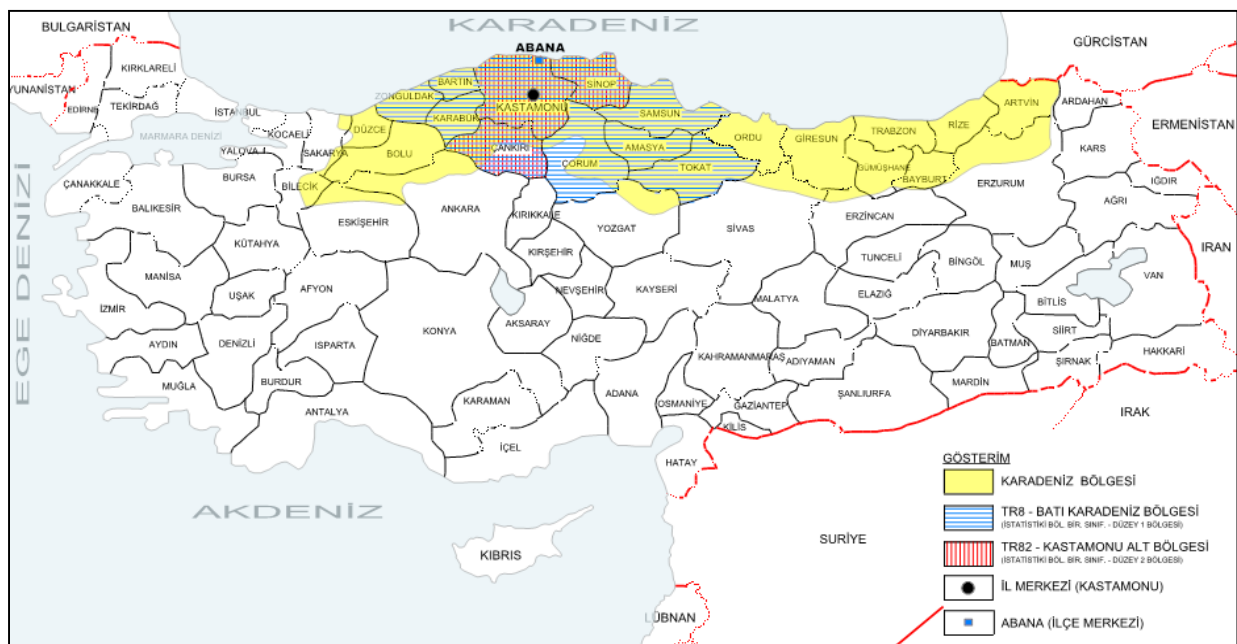 KARADENİZ
BULGARİSTAN
GÜRCİSTAN
ABANA
KIRKLARELİ
YUNANİSTAN
EDİRNE
TEKİRDAĞ
İSTANBUL
BARTIN
SİNOP
ZONGULDAK
KASTAMONU
ARTVİN
ARDAHAN
KOCAELİ
DÜZCE
KARABÜK
SAMSUN
ERMENİSTAN
MARMARA DENİZİ
YALOVA
SAKARYA
BOLU
ÇANKIRI
AMASYA
ORDU
GİRESUN
TRABZON
RİZE
KARS
ÇANAKKALE
BURSA
BİLECİK
ÇORUM
TOKAT
GÜMÜŞHANE
BAYBURT
ERZURUM
IĞDIR
BALIKESİR
ESKİŞEHİR
ANKARA
KIRIKKALE
YOZGAT
SİVAS
ERZİNCAN
AĞRI
KÜTAHYA
KIRŞEHİR
TUNCELİ
BİNGÖL
MUŞ
IRAN
EGE DENİZİ
MANİSA
UŞAK
AFYON
NEVŞEHİR
KAYSERİ
MALATYA
ELAZIĞ
BİTLİS
VAN
İZMİR
KONYA
AKSARAY
NİĞDE
DİYARBAKIR
BATMAN
SİİRT
AYDIN
DENİZLİ
ISPARTA
KAHRAMANMARAŞ
ADIYAMAN
ŞIRNAK
HAKKARİ
MUĞLA
BURDUR
ANTALYA
KARAMAN
ADANA
OSMANİYE
GAZİANTEP
ŞANLIURFA
MARDİN
KİLİS
IRAK
İÇEL
HATAY
AKDENİZ
KIBRIS
SURİYE
LÜBNAN
GÖSTERİM
KARADENİZ BÖLGESİ
TR8 - BATI KARADENİZ BÖLGESİ
(İSTATİSTİKİ BÖL. BİR. SINIF. - DÜZEY 1 BÖLGESİ)
TR82 - KASTAMONU ALT BÖLGESİ
(İSTATİSTİKİ BÖL. BİR. SINIF. - DÜZEY 2 BÖLGESİ)
İL MERKEZİ (KASTAMONU)
ABANA (İLÇE MERKEZİ)